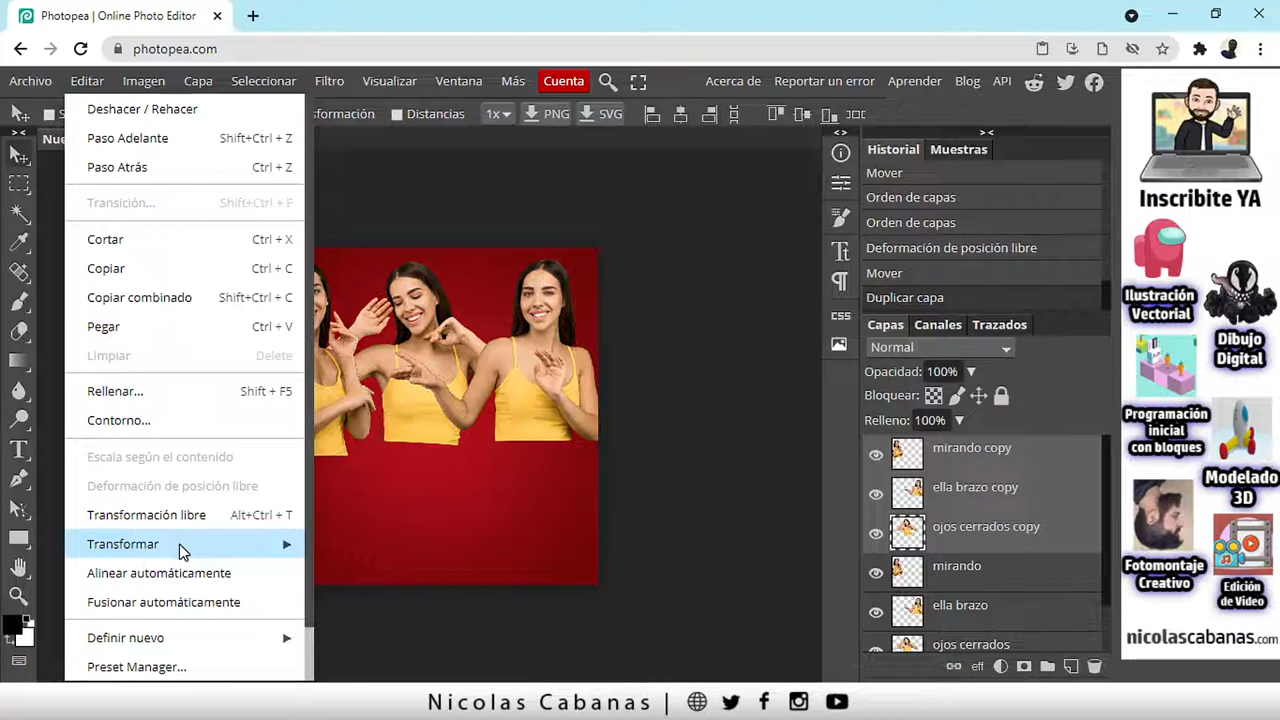 Photopea | Online Photo Editor
photopea.com
Archivo Editar Imagen Capa Seleccionar Filtro Visualizar Ventana Más Cuenta Acerca de Reportar un error Aprender Blog API
formación Distancias 1x PNG SVG
Nue
Deshacer / Rehacer
Paso Adelante Shift+Ctrl + Z
Paso Atrás Ctrl + Z
Transición... Shift+Ctrl + F
Cortar Ctrl + X
Copiar Ctrl + C
Copiar combinado Shift+Ctrl + C
Pegar Ctrl + V
Limpiar Delete
Rellenar... Shift + F5
Contorno...
Escala según el contenido
Deformación de posición libre
Transformación libre Alt+Ctrl + T
Transformar
Alinear automáticamente
Fusionar automáticamente
Definir nuevo
Preset Manager...
Historial Muestras
Mover
Orden de capas
Orden de capas
Deformación de posición libre
Mover
Duplicar capa
CSS
Capas Canales Trazados
Normal
Opacidad: 100%
Bloquear:
Relleno: 100%
mirando copy
ella brazo copy
ojos cerrados copy
mirando
ella brazo
ojos cerrados
eff
Inscribite YA
Ilustración
Vectorial
Dibujo
Digital
Programación
inicial
con bloques
Modelado
3D
Fotomontaje
Creativo
Edición
de Video
nicolascabanas.com
Nicolas Cabanas |